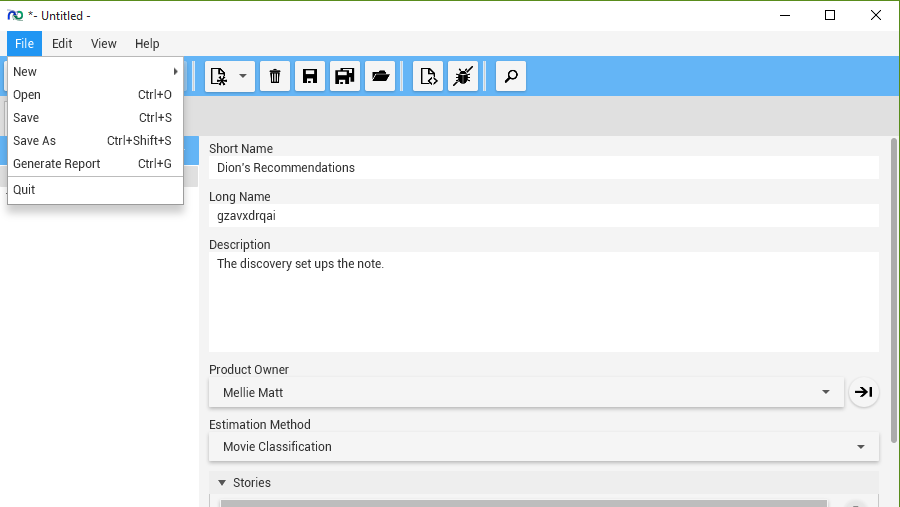 *- Untitled -
File Edit View Help
New
Open Ctrl+O
Save Ctrl+S
Save As Ctrl+Shift+S
Generate Report Ctrl+G
Quit
Short Name
Dion's Recommendations
Long Name
gzavxdrqai
Description
The discovery set ups the note.
Product Owner
Mellie Matt
Estimation Method
Movie Classification
Stories